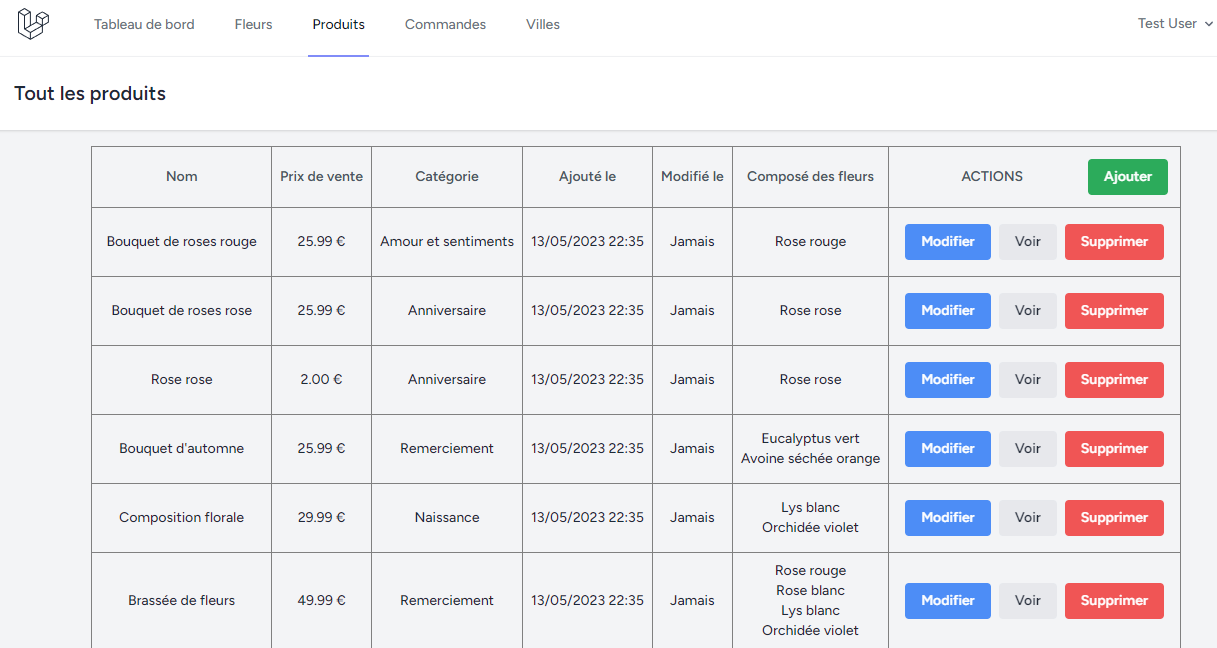 Tableau de bord Fleurs Produits Commandes Villes Test User
Tout les produits
Nom Prix de vente Catégorie Ajouté le Modifié le Composé des fleurs ACTIONS Ajouter
Bouquet de roses rouge 25.99 € Amour et sentiments 13/05/2023 22:35 Jamais Rose rouge Modifier Voir Supprimer
Bouquet de roses rose 25.99 € Anniversaire 13/05/2023 22:35 Jamais Rose rose Modifier Voir Supprimer
Rose rose 2.00 € Anniversaire 13/05/2023 22:35 Jamais Rose rose Modifier Voir Supprimer
Bouquet d'automne 25.99 € Remerciement 13/05/2023 22:35 Jamais Eucalyptus vert
Avoine séchée orange Modifier Voir Supprimer
Composition florale 29.99 € Naissance 13/05/2023 22:35 Jamais Lys blanc
Orchidée violet Modifier Voir Supprimer
Brassée de fleurs 49.99 € Remerciement 13/05/2023 22:35 Jamais Rose rouge
Rose blanc
Lys blanc
Orchidée violet Modifier Voir Supprimer